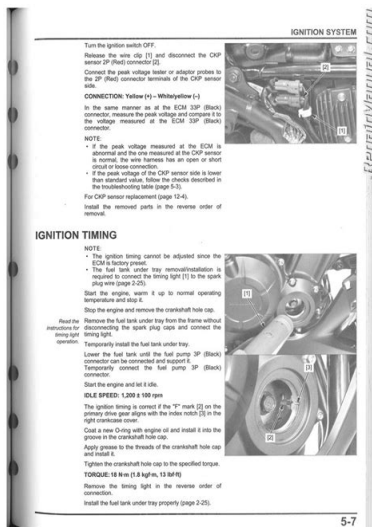 IGNITION SYSTEM
Turn the ignition switch OFF.
Release the wire clip [1] and disconnect the CKP
sensor 2P (Red) connector [2].
Connect the peak voltage tester or adaptor probes to
the 2P (Red) connector terminals of the CKP sensor
side.
CONNECTION: Yellow (+) – White/yellow (–)
In the same manner as at the ECM 33P (Black)
connector, measure the peak voltage and compare it to
the voltage measured at the ECM 33P (Black)
connector.
NOTE:
• If the peak voltage measured at the ECM is
abnormal and the one measured at the CKP sensor
is normal, the wire harness has an open or short
circuit or loose connection.
• If the peak voltage of the CKP sensor side is lower
than standard value, follow the checks described in
the troubleshooting table (page 5-3).
For CKP sensor replacement (page 12-4).
Install the removed parts in the reverse order of
removal.
[2]
[1]
IGNITION TIMING
NOTE:
• The ignition timing cannot be adjusted since the
ECM is factory preset.
• The fuel tank under tray removal/installation is
required to connect the timing light [1] to the spark
plug wire (page 2-25).
Start the engine, warm it up to normal operating
temperature and stop it.
Stop the engine and remove the crankshaft hole cap.
Read the
instructions for
timing light
operation.
Remove the fuel tank under tray from the frame without
disconnecting the spark plug caps and connect the
timing light.
Temporarily install the fuel tank under tray.
Lower the fuel tank until the fuel pump 3P (Black)
connector can be connected and support it.
Temporarily connect the fuel pump 3P (Black)
connector.
Start the engine and let it idle.
IDLE SPEED: 1,200 ± 100 rpm
The ignition timing is correct if the "F" mark [2] on the
primary drive gear aligns with the index notch [3] in the
right crankcase cover.
Coat a new O-ring with engine oil and install it into the
groove in the crankshaft hole cap.
Apply grease to the threads of the crankshaft hole cap
and install it.
Tighten the crankshaft hole cap to the specified torque.
TORQUE: 18 N·m (1.8 kgf·m, 13 lbf·ft)
Remove the timing light in the reverse order of
connection.
Install the fuel tank under tray properly (page 2-25).
[1]
[3]
[2]
5-7